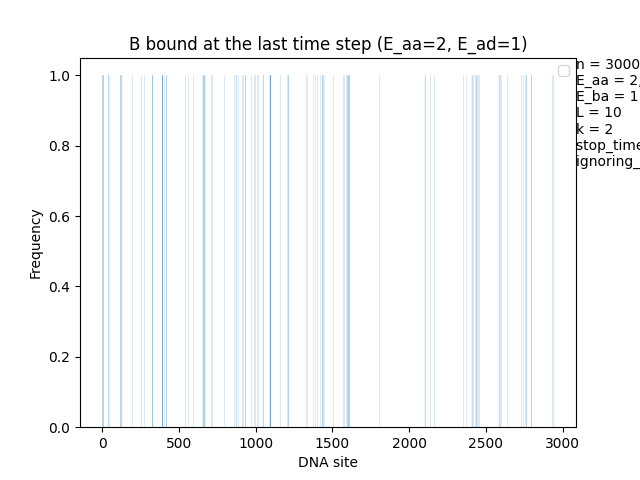 B bound at the last time step (E_aa=2, E_ad=1)
n = 3000
E_aa = 2,
E_ba = 1
L = 10
k = 2
stop_time
ignoring_
1.0
0.8
0.6
0.4
0.2
0.0
Frequency
0 500 1000 1500 2000 2500 3000
DNA site